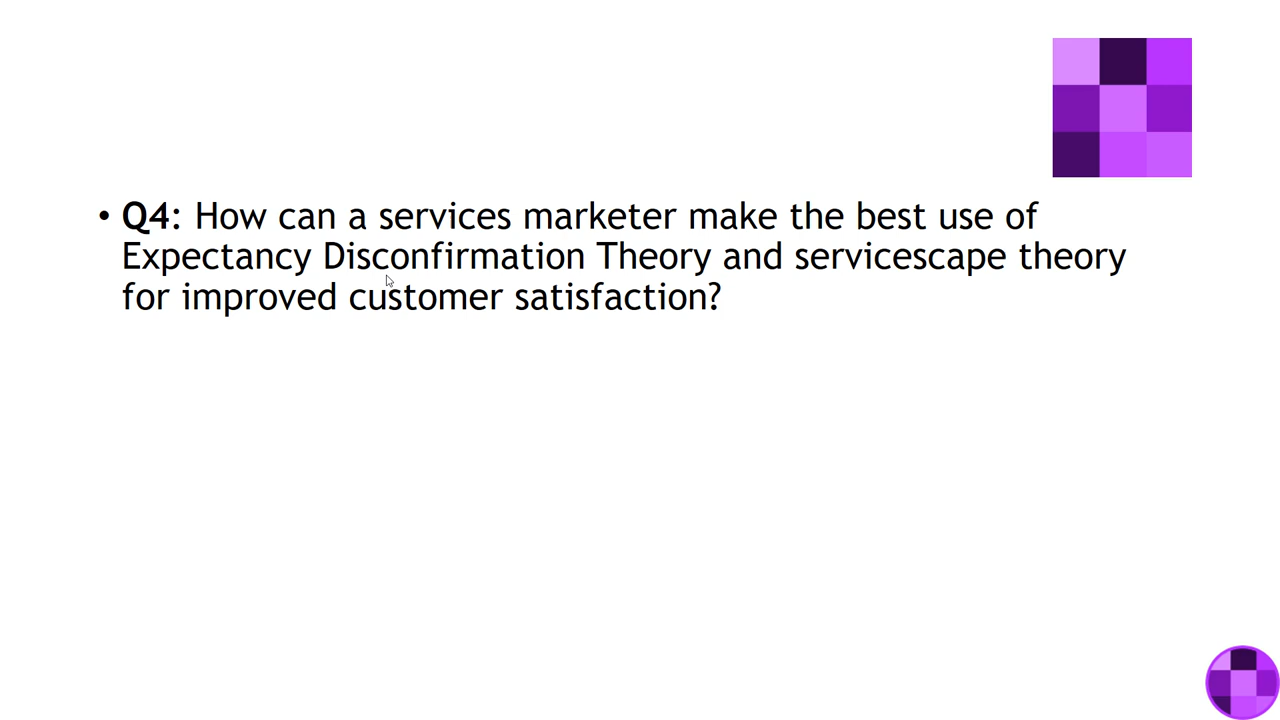 • Q4: How can a services marketer make the best use of
Expectancy Disconfirmation Theory and servicescape theory
for improved customer satisfaction?